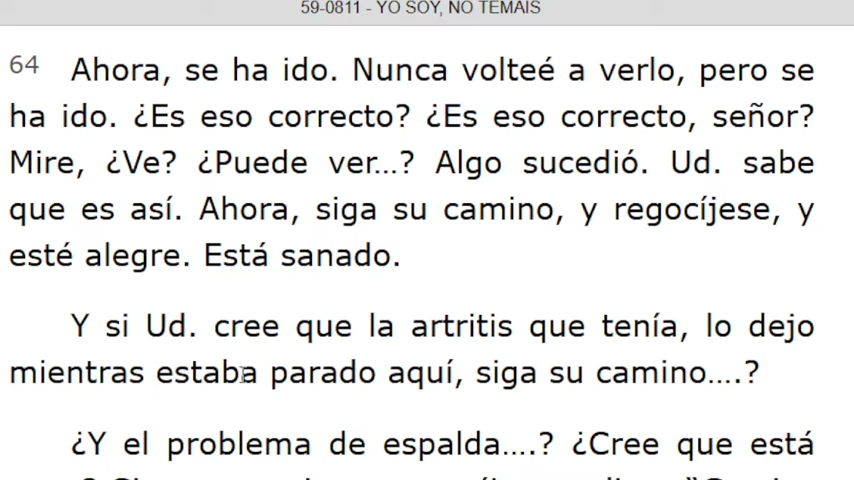 59-0811 - YO SOY, NO TEMAIS
64 Ahora, se ha ido. Nunca volteé a verlo, pero se
ha ido. ¿Es eso correcto? ¿Es eso correcto, señor?
Mire, ¿Ve? ¿Puede ver...? Algo sucedió. Ud. sabe
que es así. Ahora, siga su camino, y regocíjese, y
esté alegre. Está sanado.
Y si Ud. cree que la artritis que tenía, lo dejo
mientras estaba parado aquí, siga su camino....?
¿Y el problema de espalda....? ¿Cree que está